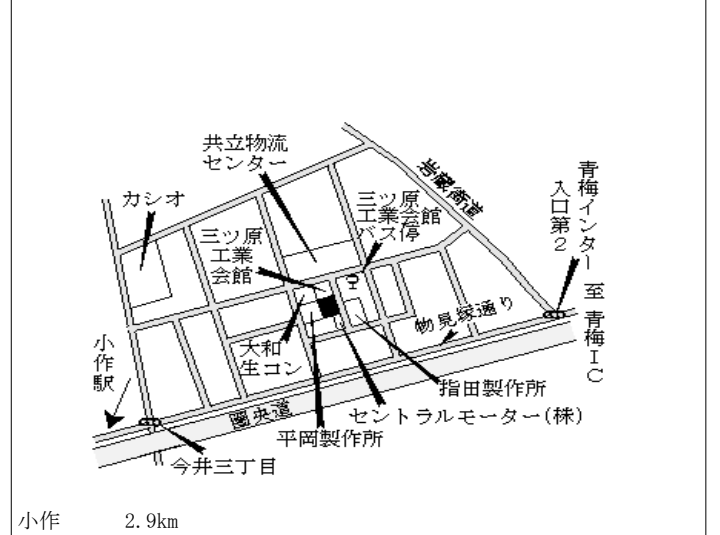 共立物流
センター
岩蔵街道
青梅インター
入口第2
カシオ
三ツ原
工業会館
バス停
三ツ原
工業
会館
至青梅IC
物見塚通り
小作駅
大和
生コン
指田製作所
圏央道
セントラルモーター(株)
平岡製作所
今井三丁目
小作 2.9km